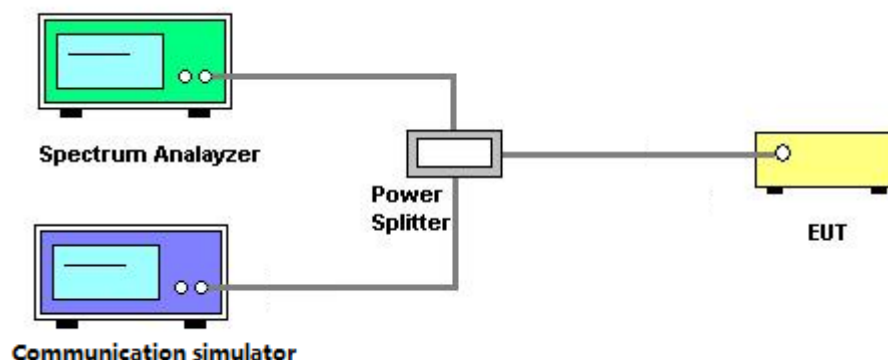 Spectrum Analayzer
Power
Splitter
EUT
Communication simulator